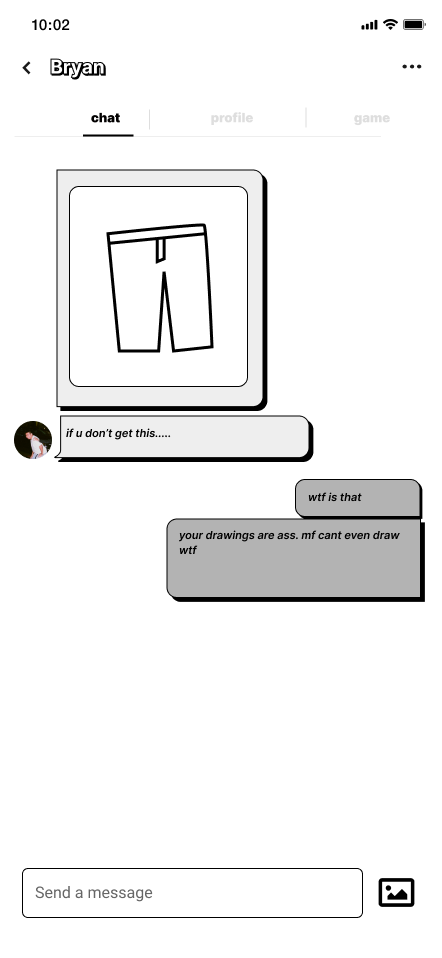 10:02
Bryan
chat
profile
game
if u don't get this.....
wtf is that
your drawings are ass. mf cant even draw
wtf
Send a message